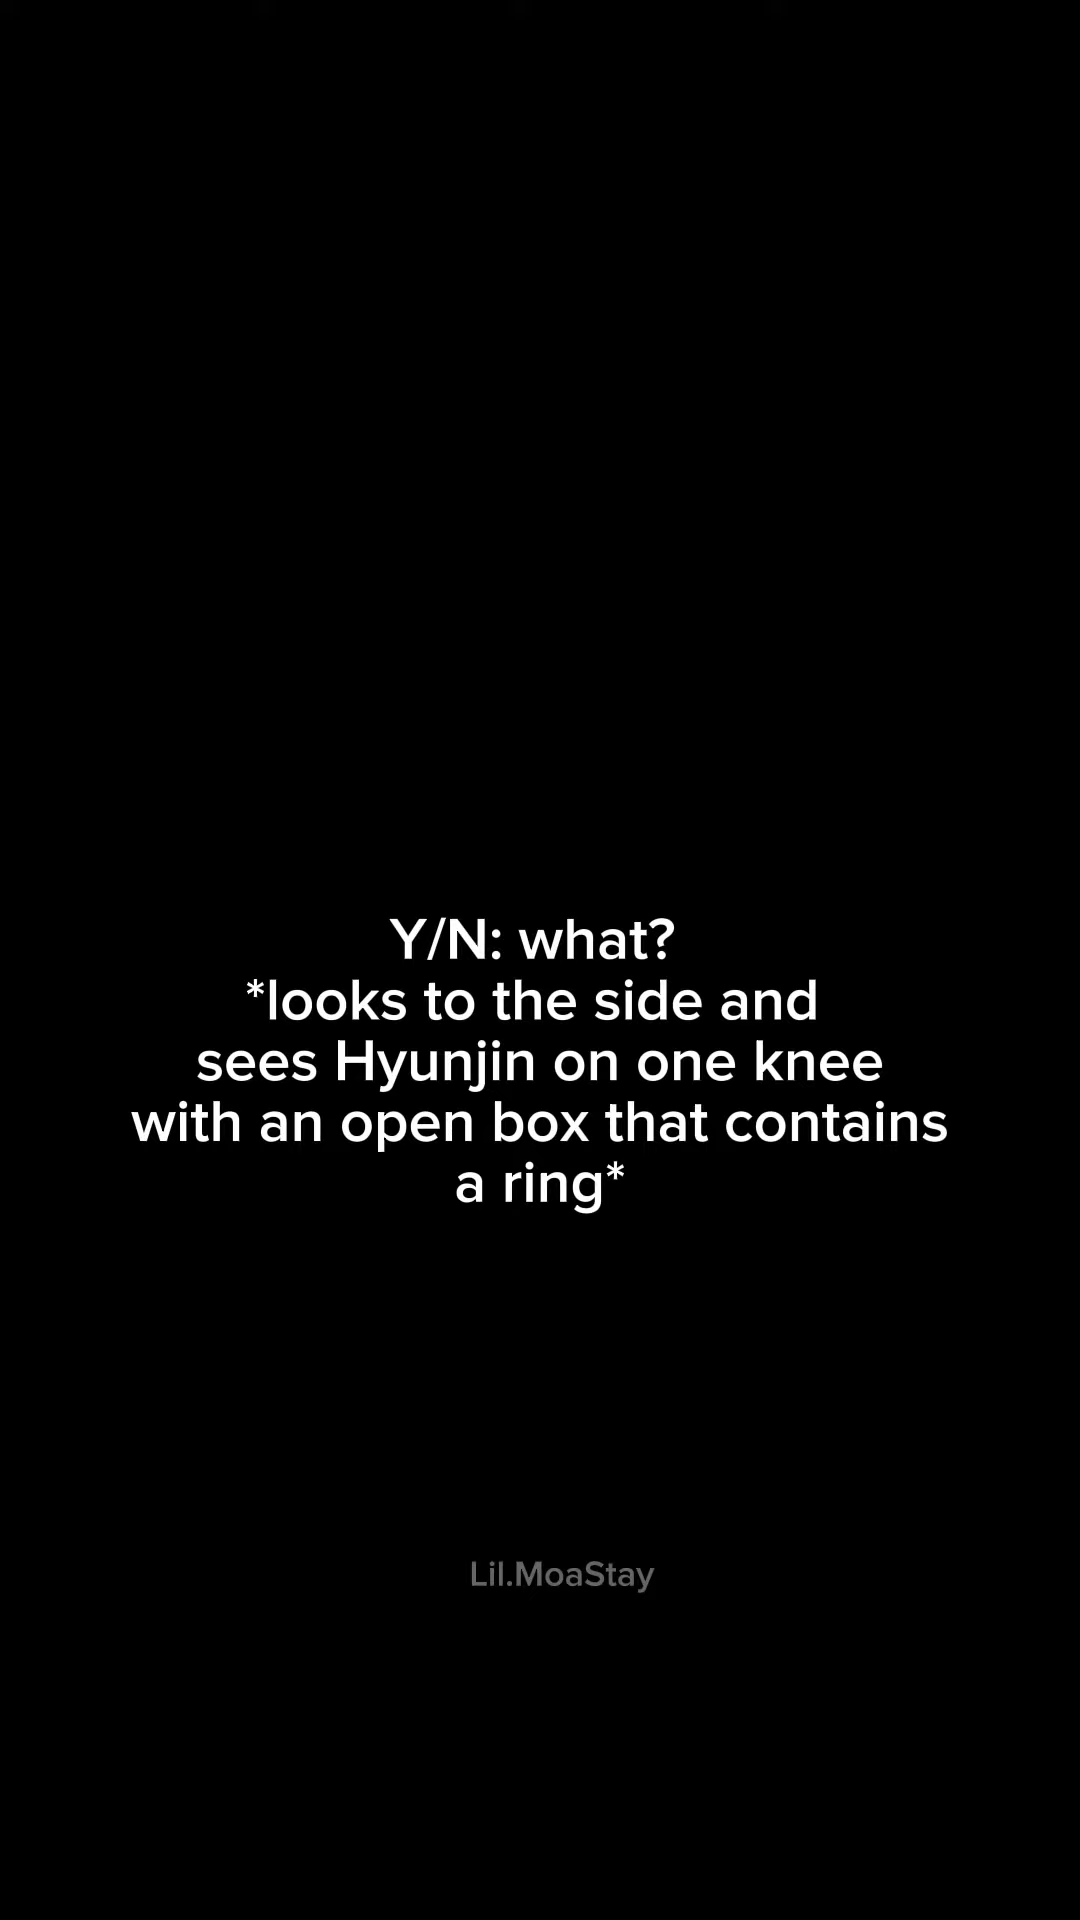 Y/N: what?
*looks to the side and
sees Hyunjin on one knee
with an open box that contains
a ring*
Lil.MoaStay